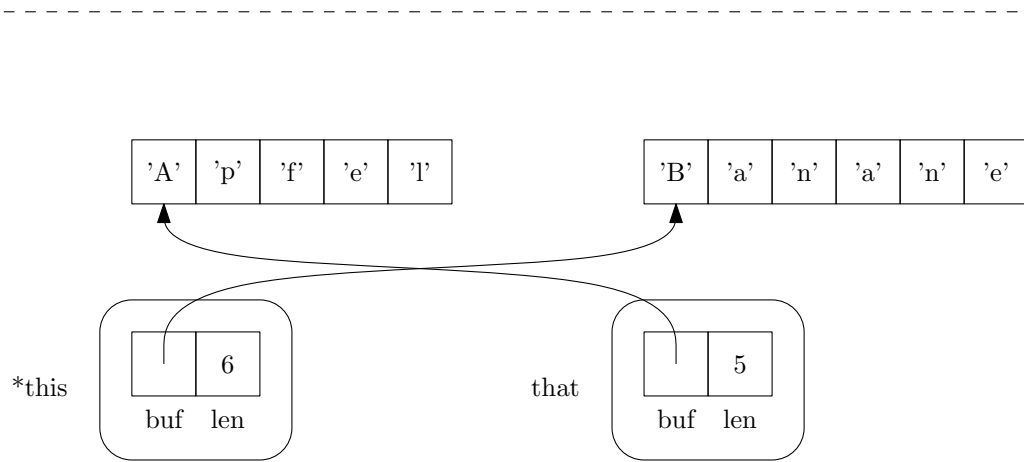 'A' 'p' 'f' 'e' 'l' 'B' 'a' 'n' 'a' 'n' 'e'
6 5
*this that
buf len buf len